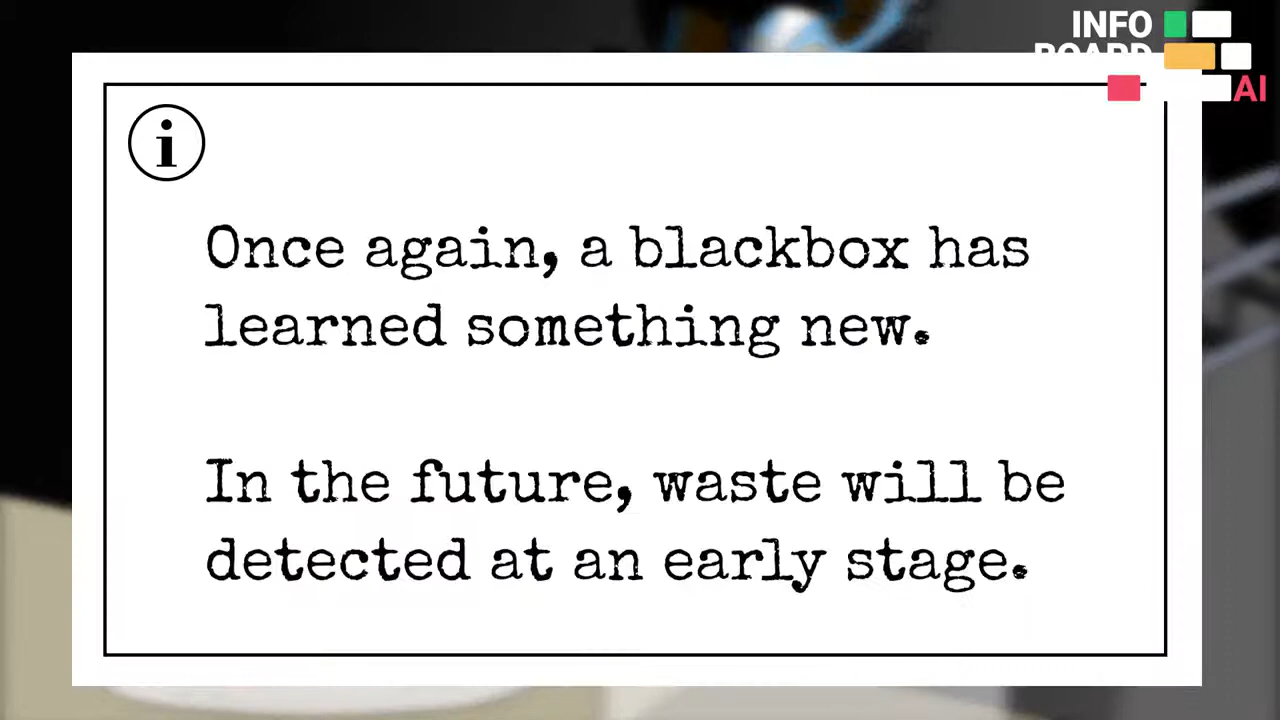 INFO
BOARD
AI
i
Once again, a blackbox has
learned something new.
In the future, waste will be
detected at an early stage.